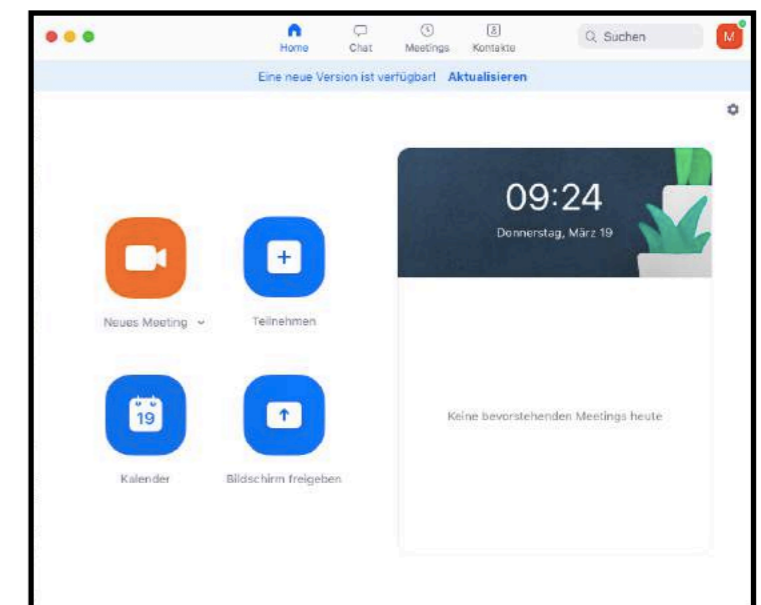 Home Chat Meetings Kontakte
Suchen
M
Eine neue Version ist verfügbar! Aktualisieren
09:24
Donnerstag, März 19
Neues Meeting
Teilnehmen
19
Kalender
Bildschirm freigeben
Keine bevorstehenden Meetings heute